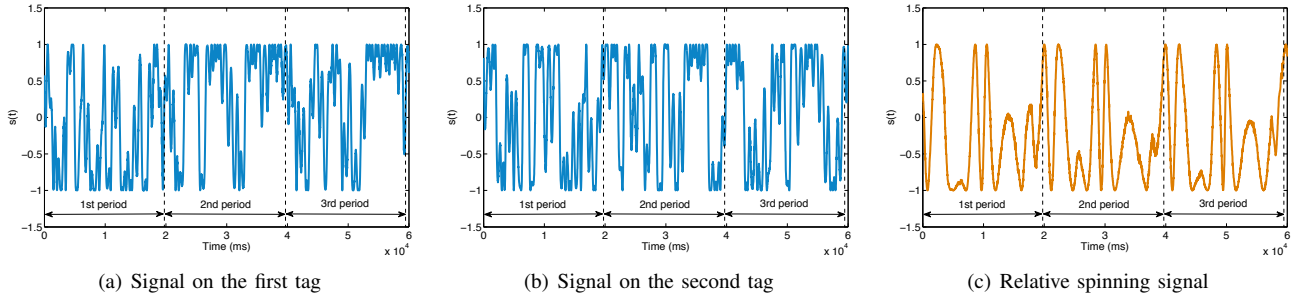 1.5
1
0.5
0
−0.5
−1
−1.5
s(t)
0 1 2 3 4 5 6
x 10^4
Time (ms)
1st period 2nd period 3rd period
(a) Signal on the first tag
1.5
1
0.5
0
−0.5
−1
−1.5
s(t)
0 1 2 3 4 5 6
x 10^4
Time (ms)
1st period 2nd period 3rd period
(b) Signal on the second tag
1.5
1
0.5
0
−0.5
−1
−1.5
s(t)
0 1 2 3 4 5 6
x 10^4
Time (ms)
1st period 2nd period 3rd period
(c) Relative spinning signal